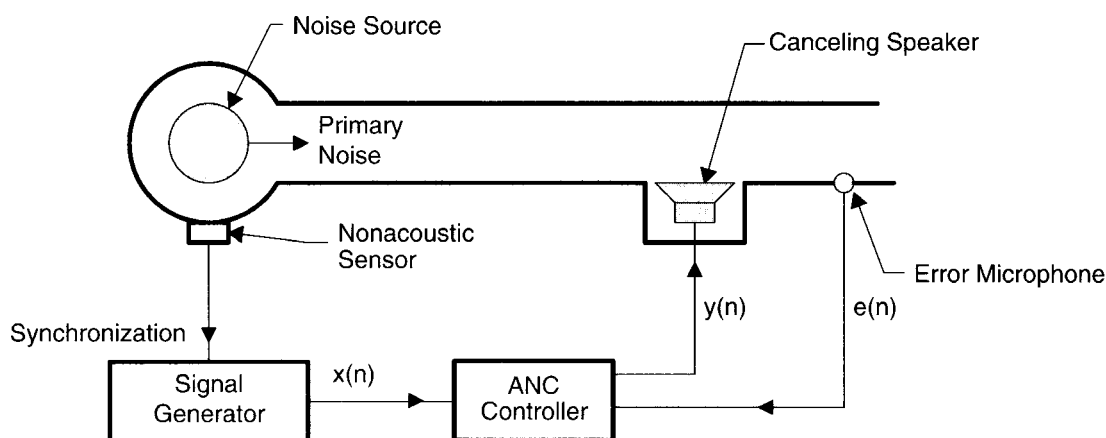 Noise Source
Canceling Speaker
Primary
Noise
Nonacoustic
Sensor
Error Microphone
y(n)
e(n)
Synchronization
x(n)
Signal
Generator
ANC
Controller